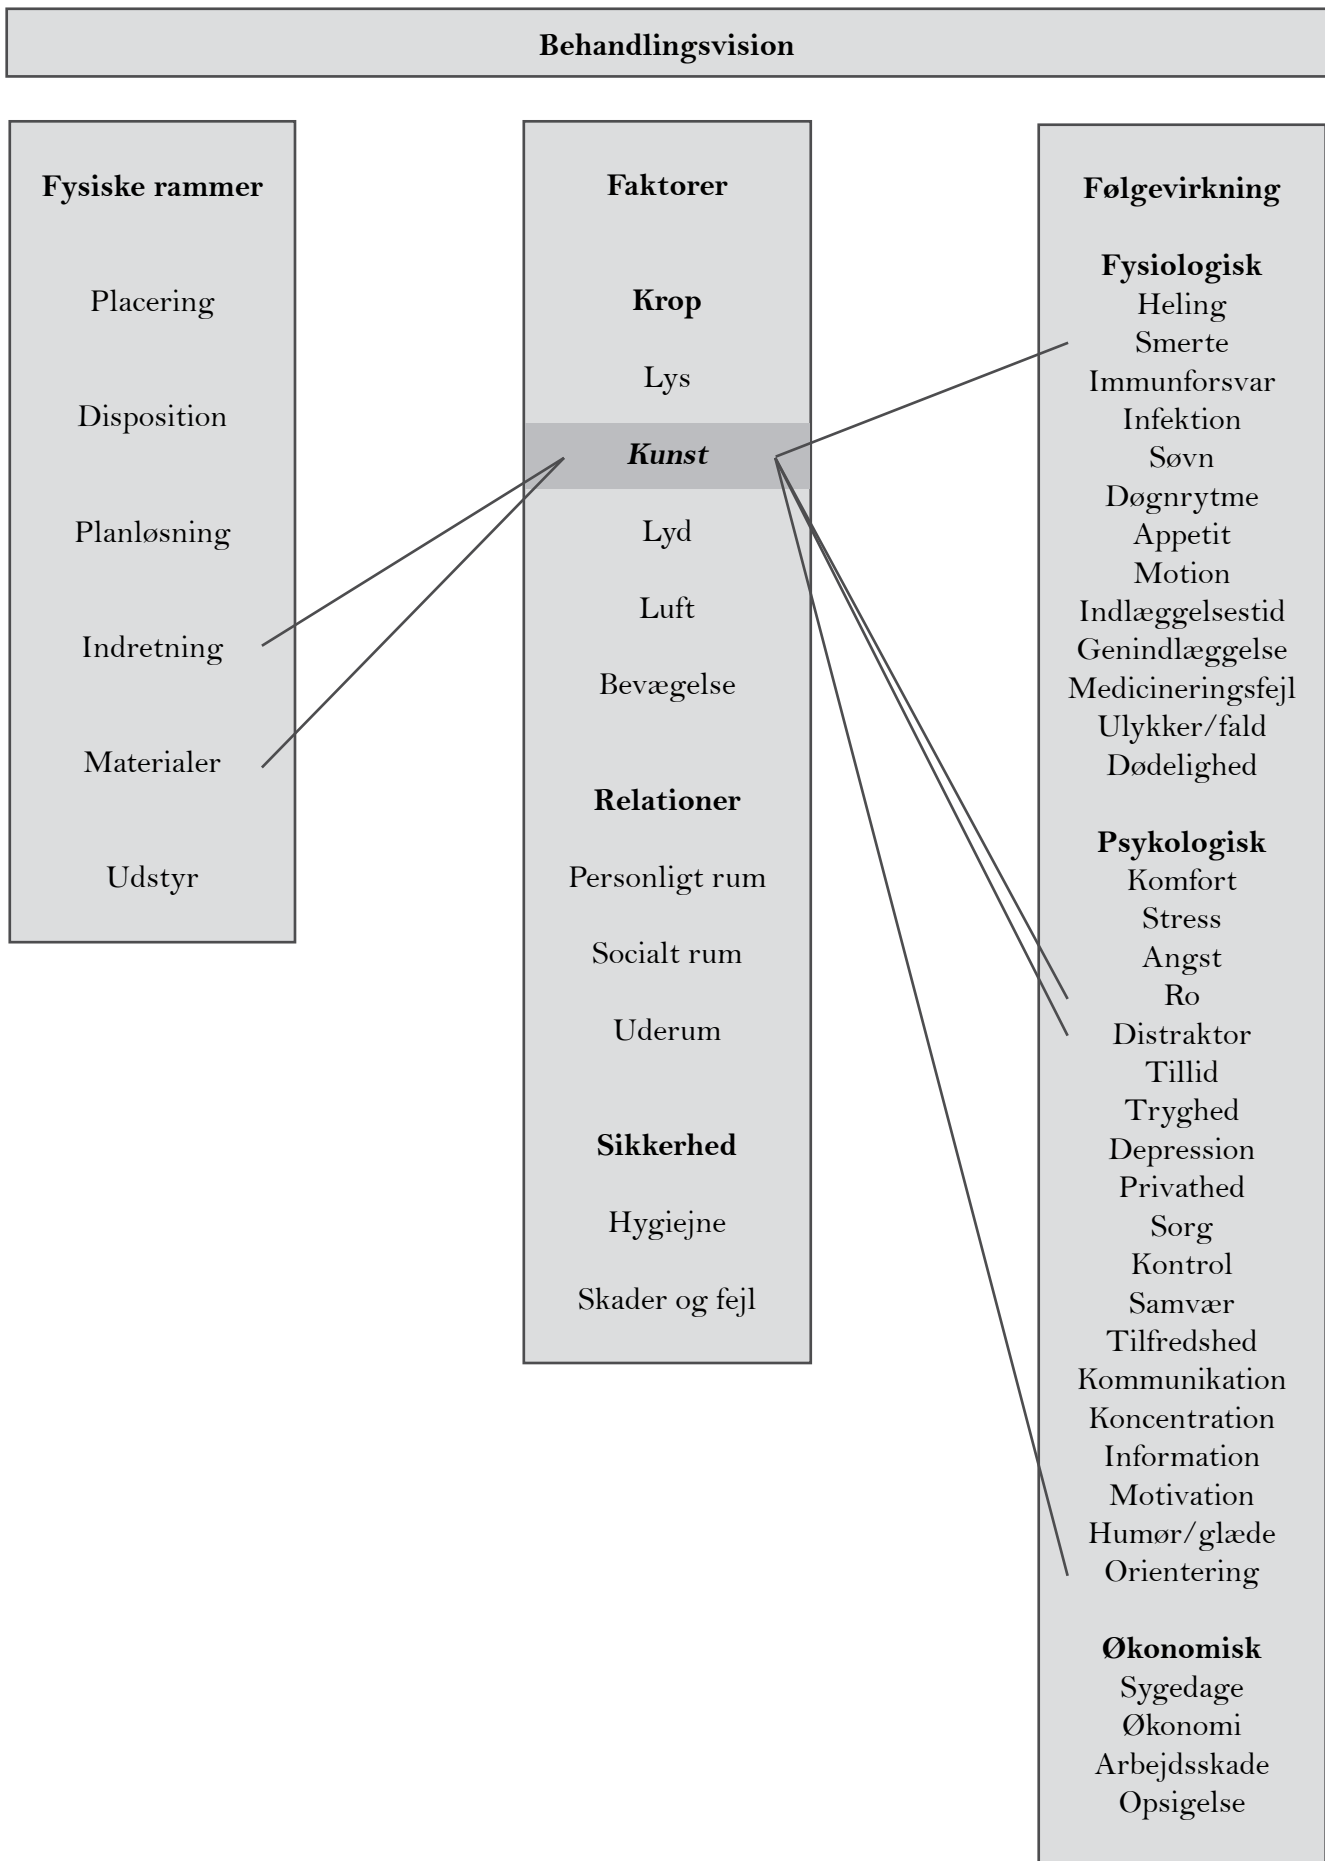 Behandlingsvision
Fysiske rammer
Placering
Disposition
Planløsning
Indretning
Materialer
Udstyr
Faktorer
Krop
Lys
Kunst
Lyd
Luft
Bevægelse
Relationer
Personligt rum
Socialt rum
Uderum
Sikkerhed
Hygiejne
Skader og fejl
Følgevirkning
Fysiologisk
Heling
Smerte
Immunforsvar
Infektion
Søvn
Døgnrytme
Appetit
Motion
Indlæggelsestid
Genindlæggelse
Medicineringsfejl
Ulykker/fald
Dødelighed
Psykologisk
Komfort
Stress
Angst
Ro
Distraktor
Tillid
Tryghed
Depression
Privathed
Sorg
Kontrol
Samvær
Tilfredshed
Kommunikation
Koncentration
Information
Motivation
Humør/glæde
Orientering
Økonomisk
Sygedage
Økonomi
Arbejdsskade
Opsigelse